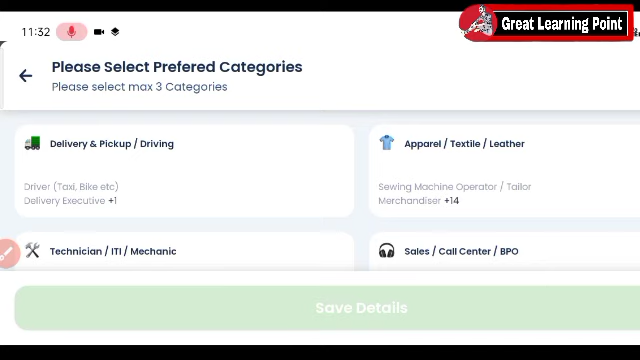 11:32
Great Learning Point
Please Select Prefered Categories
Please select max 3 Categories
Delivery & Pickup / Driving
Driver (Taxi, Bike etc)
Delivery Executive +1
Apparel / Textile / Leather
Sewing Machine Operator / Tailor
Merchandiser +14
Technician / ITI / Mechanic
Sales / Call Center / BPO
Save Details